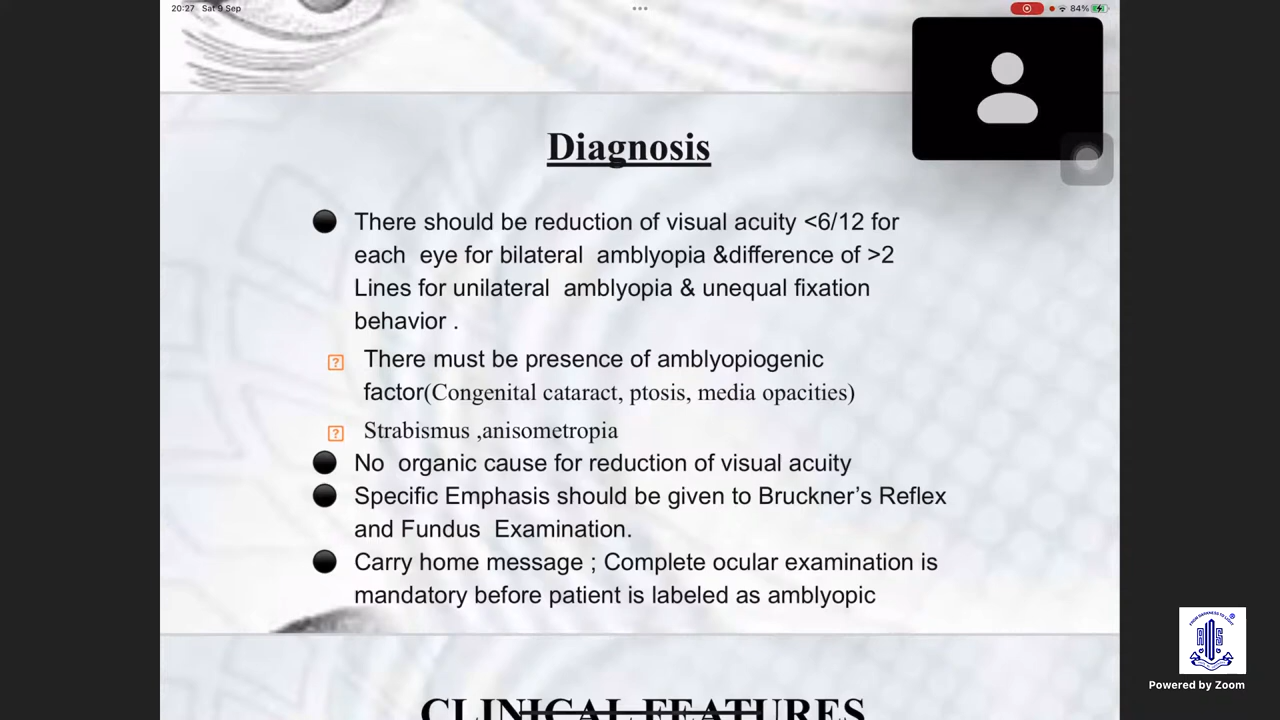 20:27 Sat 9 Sep
84%
Diagnosis
There should be reduction of visual acuity <6/12 for
each eye for bilateral amblyopia &difference of >2
Lines for unilateral amblyopia & unequal fixation
behavior .
There must be presence of amblyopiogenic
factor(Congenital cataract, ptosis, media opacities)
Strabismus ,anisometropia
No organic cause for reduction of visual acuity
Specific Emphasis should be given to Bruckner’s Reflex
and Fundus Examination.
Carry home message ; Complete ocular examination is
mandatory before patient is labeled as amblyopic
CLINICAL FEATURES
Powered by Zoom